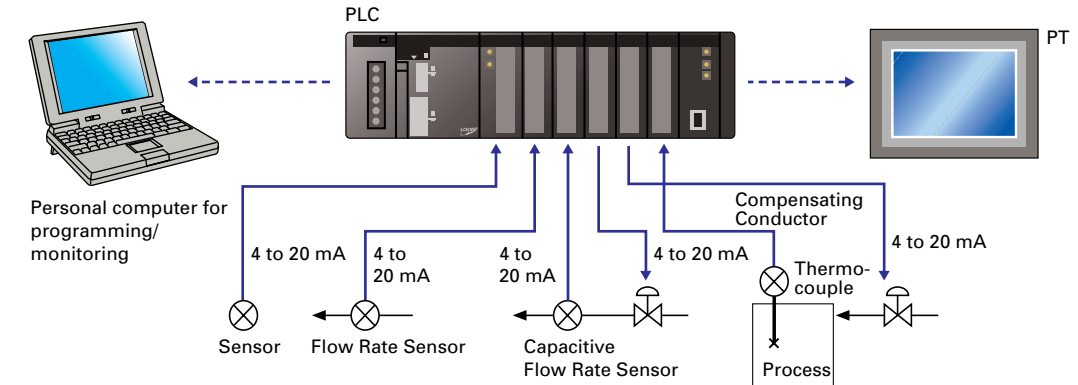 PLC
PT
Personal computer for
programming/
monitoring
4 to 20 mA
4 to
20 mA
4 to
20 mA
4 to 20 mA
Compensating
Conductor
4 to 20 mA
Thermo-
couple
Sensor
Flow Rate Sensor
Capacitive
Flow Rate Sensor
Process